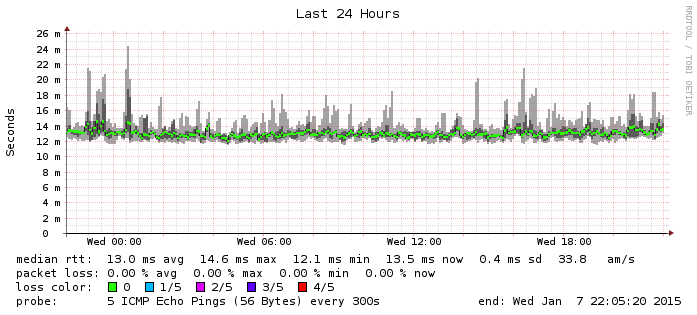 Last 24 Hours
RRDTOOL / TOBI OETIKER
Seconds
26 m
24 m
22 m
20 m
18 m
16 m
14 m
12 m
10 m
8 m
6 m
4 m
2 m
0
Wed 00:00 Wed 06:00 Wed 12:00 Wed 18:00
median rtt: 13.0 ms avg 14.6 ms max 12.1 ms min 13.5 ms now 0.4 ms sd 33.8 am/s
packet loss: 0.00 % avg 0.00 % max 0.00 % min 0.00 % now
loss color: 0 1/5 2/5 3/5 4/5
probe: 5 ICMP Echo Pings (56 Bytes) every 300s end: Wed Jan 7 22:05:20 2015